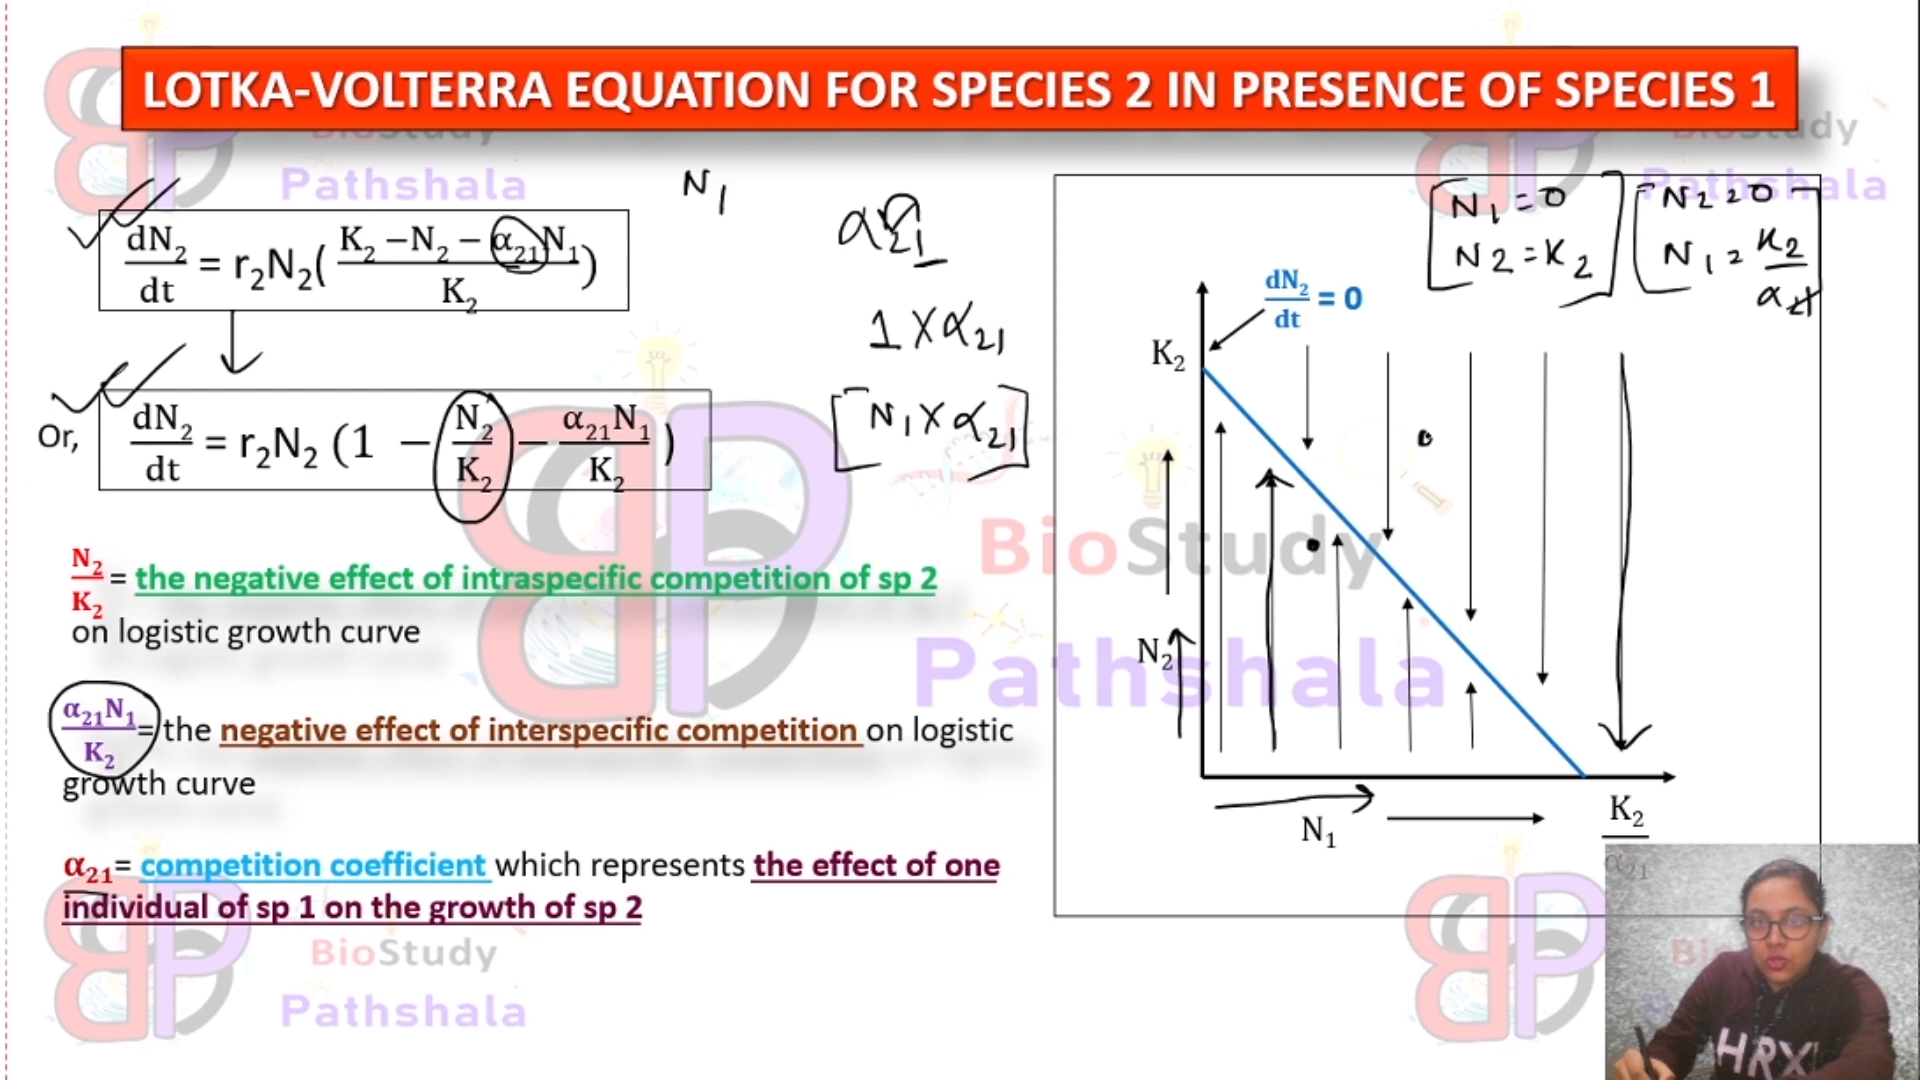 LOTKA-VOLTERRA EQUATION FOR SPECIES 2 IN PRESENCE OF SPECIES 1
BioStudy
Pathshala
BioStudy
Pathshala
dN₂/dt = r₂N₂( (K₂ – N₂ – α₂₁N₁)/K₂ )
N₁
α₂₁
1 X α₂₁
[N₁ X α₂₁]
Or,
dN₂/dt = r₂N₂ (1 – N₂/K₂ – α₂₁N₁/K₂ )
N₂/K₂ = the negative effect of intraspecific competition of sp 2
on logistic growth curve
α₂₁N₁/K₂ = the negative effect of interspecific competition on logistic
growth curve
α₂₁= competition coefficient which represents the effect of one
individual of sp 1 on the growth of sp 2
N₁ = 0
N₂ = K₂
N₂ = 0
N₁ = K₂/α₂₁
dN₂/dt = 0
K₂
N₂
N₁
K₂
α₂₁
BioStudy
Pathshala
BioStudy
Pathshala
HRX